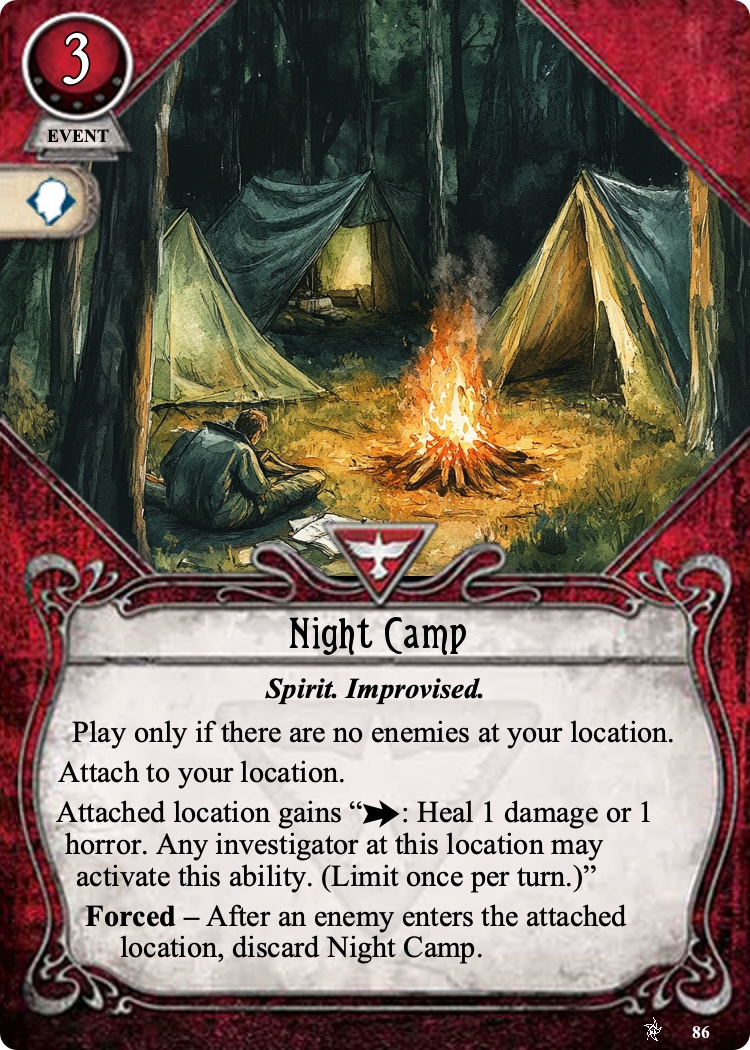 3
EVENT
Night Camp
Spirit. Improvised.
Play only if there are no enemies at your location.
Attach to your location.
Attached location gains “➤: Heal 1 damage or 1
horror. Any investigator at this location may
activate this ability. (Limit once per turn.)”
Forced – After an enemy enters the attached
location, discard Night Camp.
86